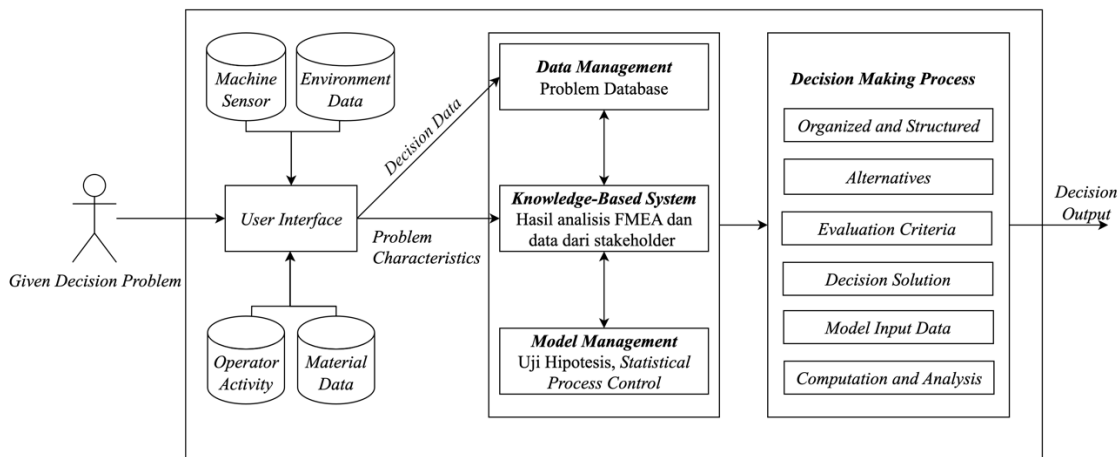 Given Decision Problem
Machine
Sensor
Environment
Data
User Interface
Operator
Activity
Material
Data
Decision Data
Problem
Characteristics
Data Management
Problem Database
Knowledge-Based System
Hasil analisis FMEA dan
data dari stakeholder
Model Management
Uji Hipotesis, Statistical
Process Control
Decision Making Process
Organized and Structured
Alternatives
Evaluation Criteria
Decision Solution
Model Input Data
Computation and Analysis
Decision
Output